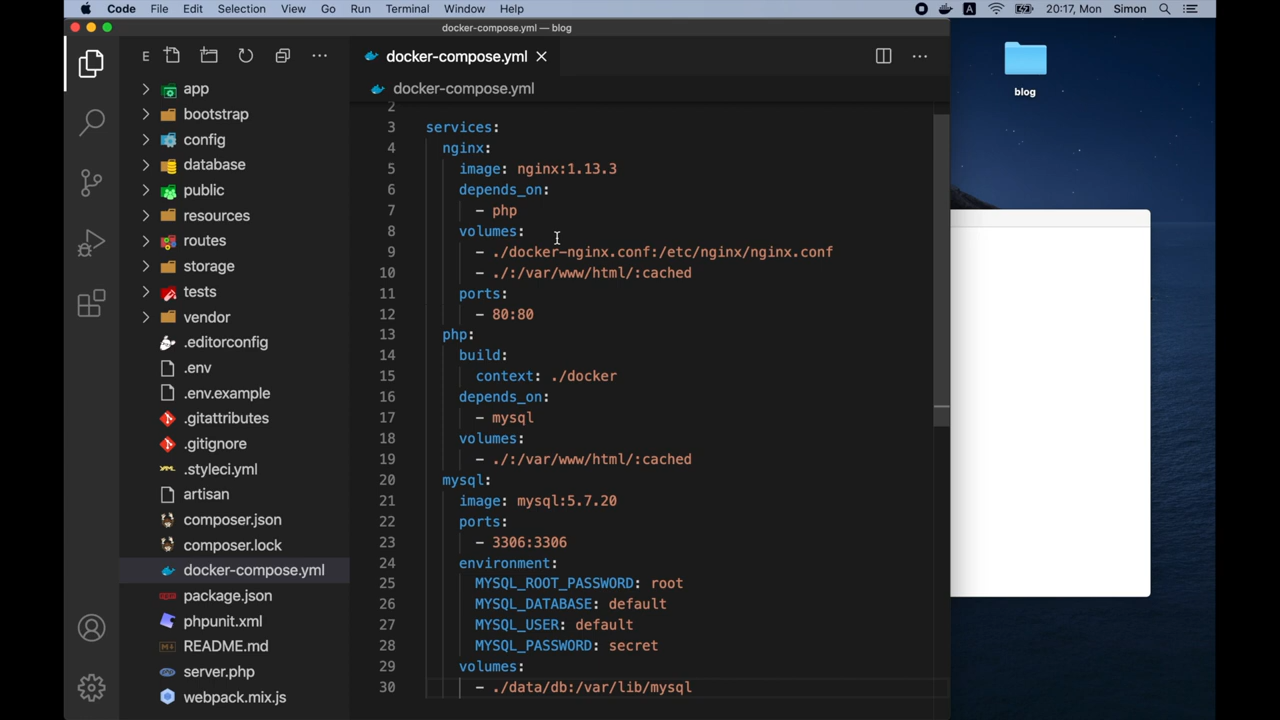 Code File Edit Selection View Go Run Terminal Window Help A 20:17, Mon Simon
docker-compose.yml — blog
E
docker-compose.yml
docker-compose.yml
app
bootstrap
config
database
public
resources
routes
storage
tests
vendor
.editorconfig
.env
.env.example
.gitattributes
.gitignore
.styleci.yml
artisan
composer.json
composer.lock
docker-compose.yml
package.json
phpunit.xml
README.md
server.php
webpack.mix.js
2
3 services:
4 nginx:
5 image: nginx:1.13.3
6 depends_on:
7 - php
8 volumes:
9 - ./docker-nginx.conf:/etc/nginx/nginx.conf
10 - ./:/var/www/html/:cached
11 ports:
12 - 80:80
13 php:
14 build:
15 context: ./docker
16 depends_on:
17 - mysql
18 volumes:
19 - ./:/var/www/html/:cached
20 mysql:
21 image: mysql:5.7.20
22 ports:
23 - 3306:3306
24 environment:
25 MYSQL_ROOT_PASSWORD: root
26 MYSQL_DATABASE: default
27 MYSQL_USER: default
28 MYSQL_PASSWORD: secret
29 volumes:
30 - ./data/db:/var/lib/mysql
blog